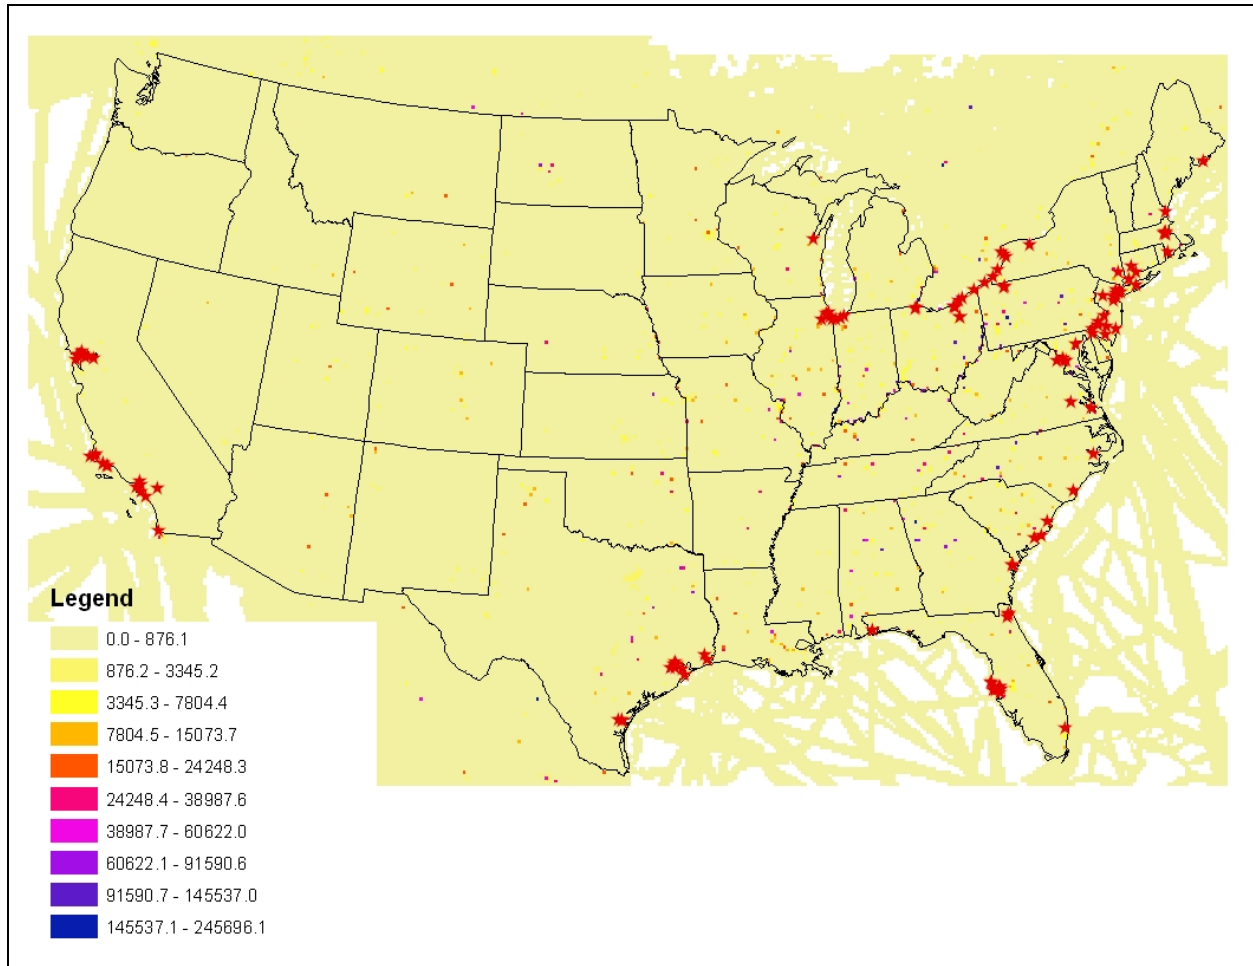 Legend
0.0 - 876.1
876.2 - 3345.2
3345.3 - 7804.4
7804.5 - 15073.7
15073.8 - 24248.3
24248.4 - 38987.6
38987.7 - 60622.0
60622.1 - 91590.6
91590.7 - 145537.0
145537.1 - 245696.1